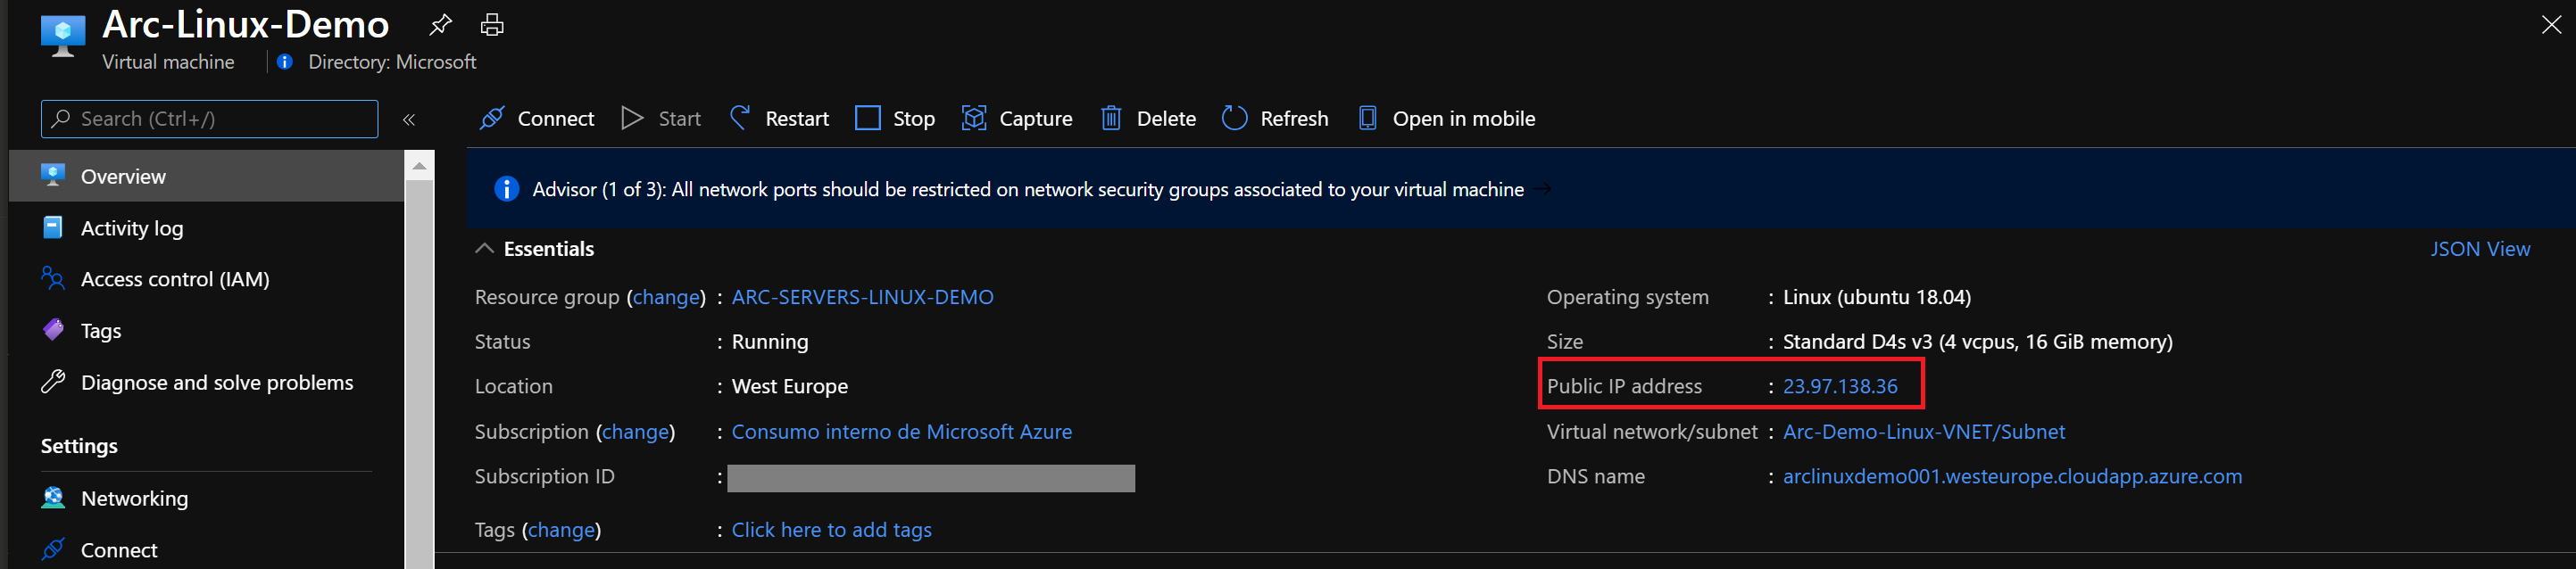 Arc-Linux-Demo
Virtual machine
Directory: Microsoft
Search (Ctrl+/)
«
Overview
Activity log
Access control (IAM)
Tags
Diagnose and solve problems
Settings
Networking
Connect
Connect Start Restart Stop Capture Delete Refresh Open in mobile
Advisor (1 of 3): All network ports should be restricted on network security groups associated to your virtual machine →
Essentials
JSON View
Resource group (change) : ARC-SERVERS-LINUX-DEMO
Status : Running
Location : West Europe
Subscription (change) : Consumo interno de Microsoft Azure
Subscription ID :
Tags (change) : Click here to add tags
Operating system : Linux (ubuntu 18.04)
Size : Standard D4s v3 (4 vcpus, 16 GiB memory)
Public IP address : 23.97.138.36
Virtual network/subnet : Arc-Demo-Linux-VNET/Subnet
DNS name : arclinuxdemo001.westeurope.cloudapp.azure.com